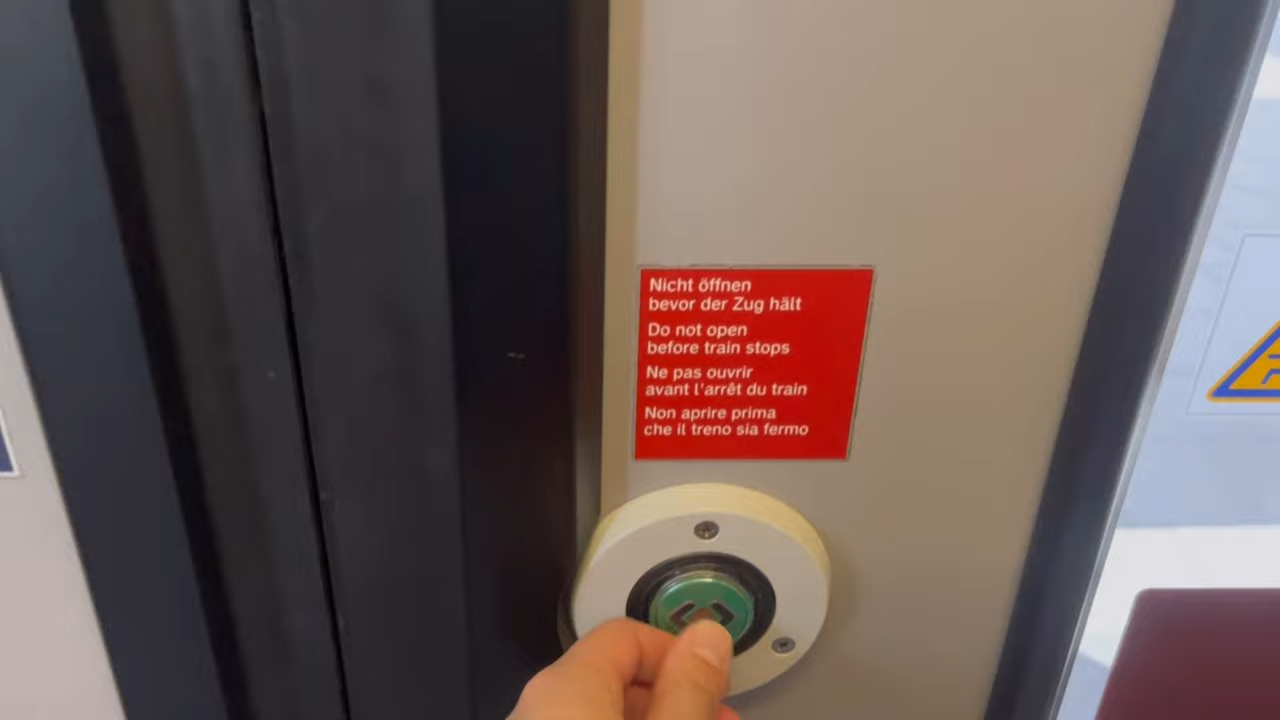 Nicht öffnen
bevor der Zug hält
Do not open
before train stops
Ne pas ouvrir
avant l'arrêt du train
Non aprire prima
che il treno sia fermo